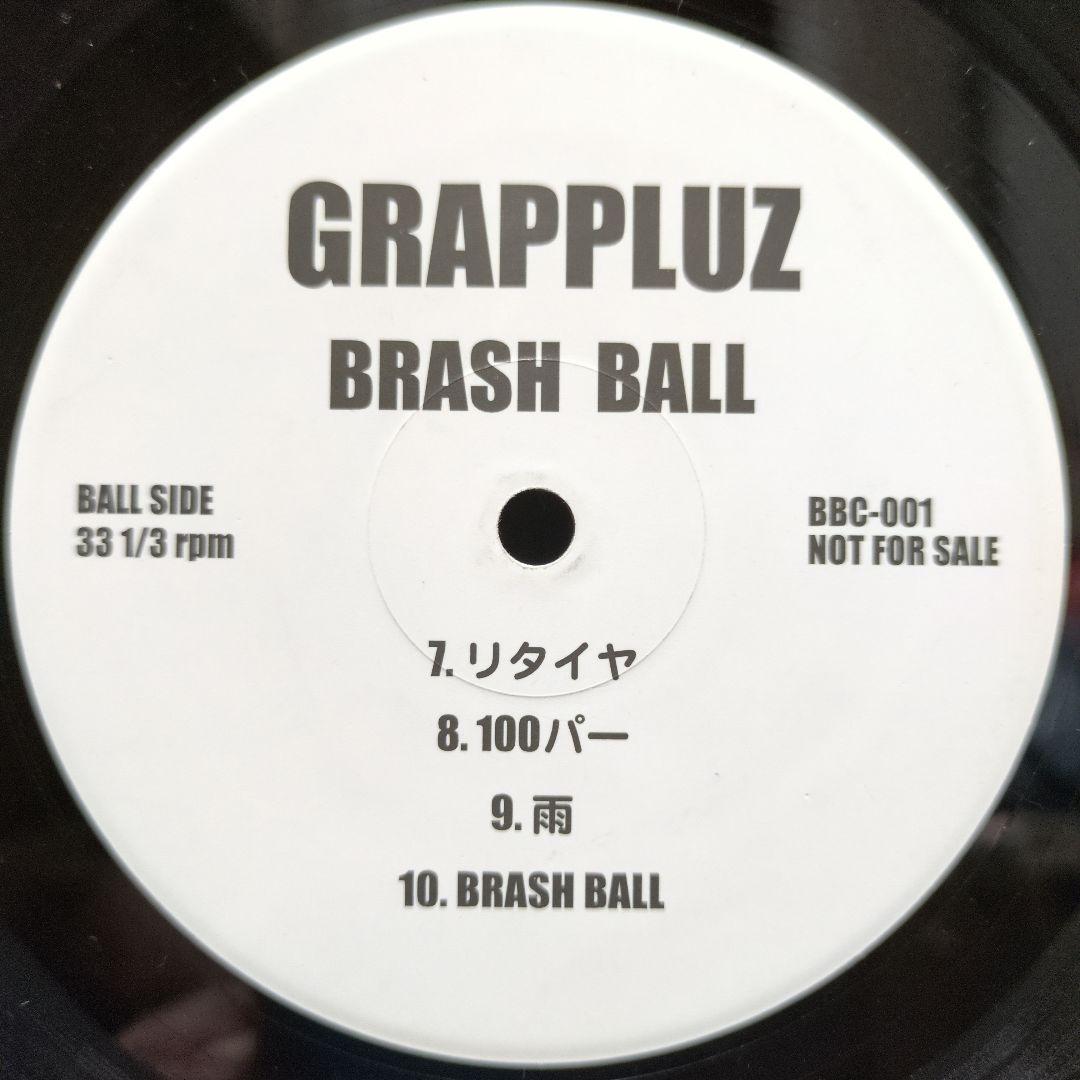 GRAPPLUZ
BRASH BALL
BALL SIDE
33 1/3 rpm
BBC-001
NOT FOR SALE
7. リタイヤ
8. 100パー
9. 雨
10. BRASH BALL